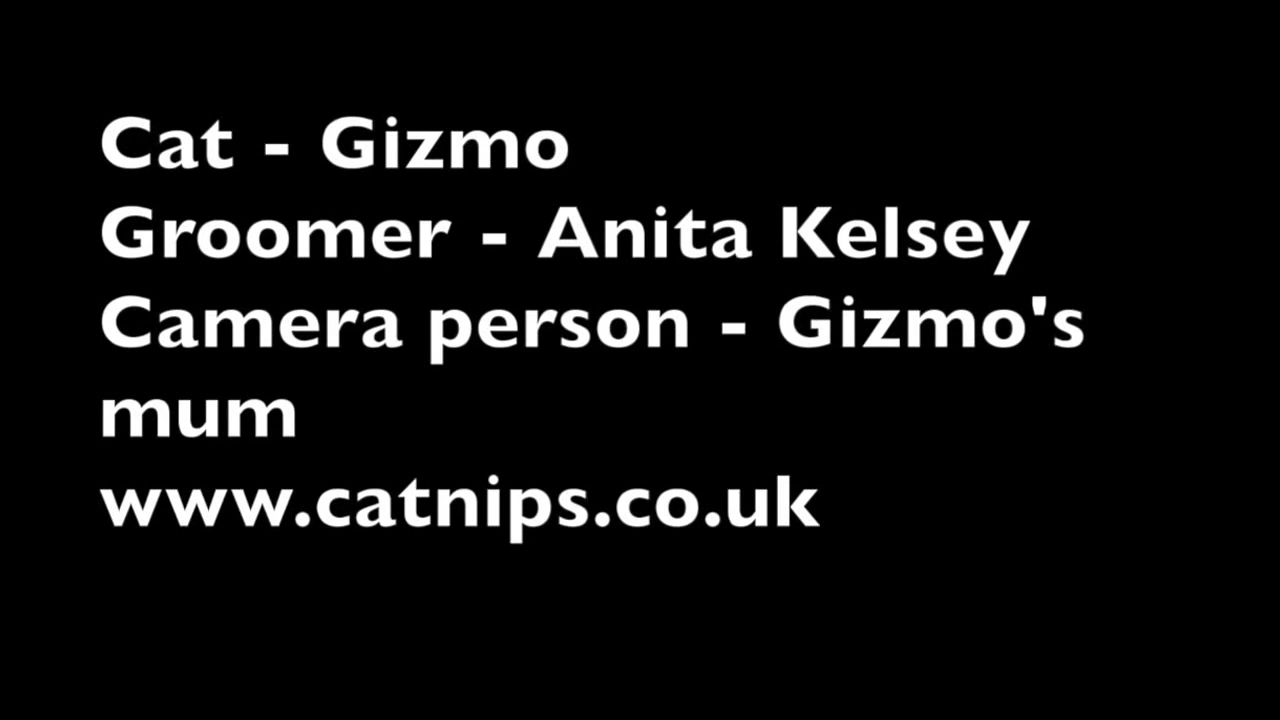 Cat - Gizmo
Groomer - Anita Kelsey
Camera person - Gizmo's
mum
www.catnips.co.uk